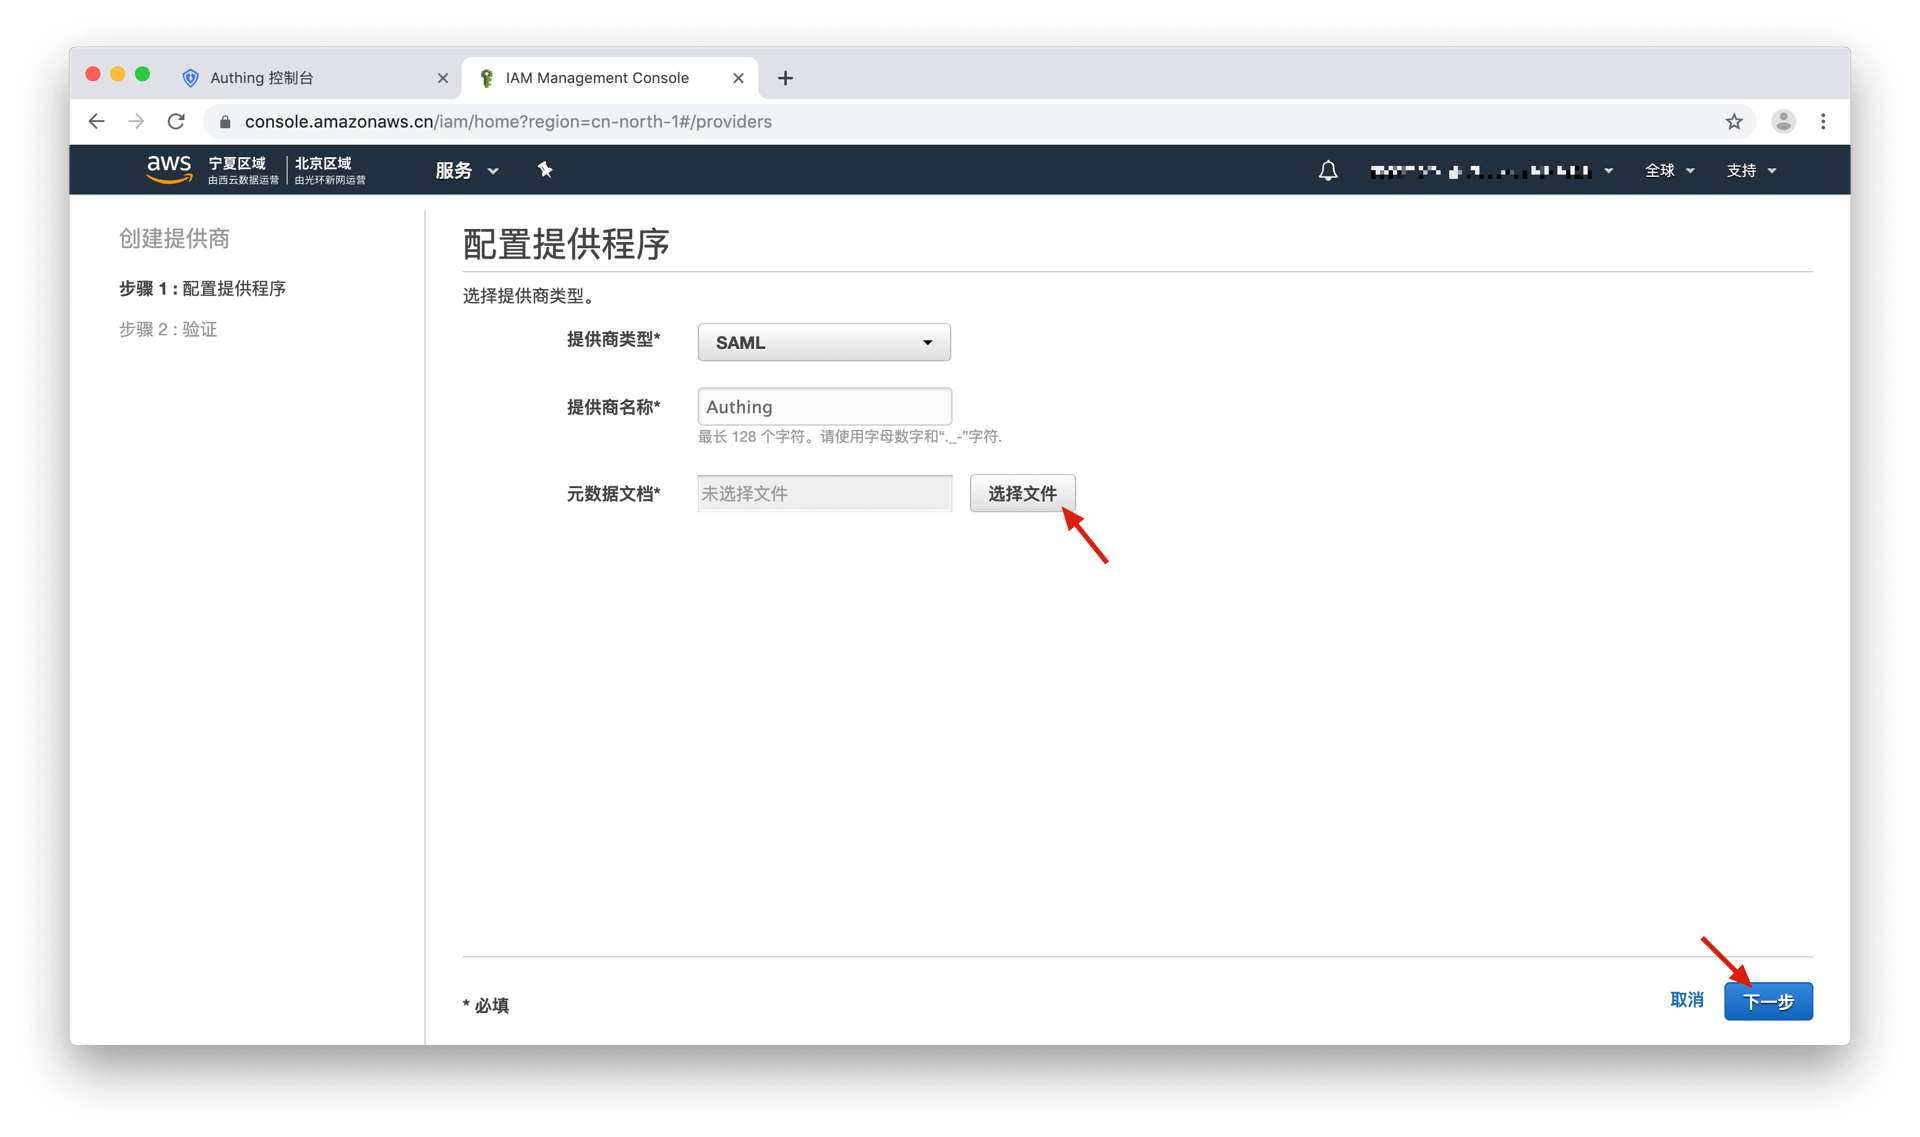 Authing 控制台
IAM Management Console
console.amazonaws.cn/iam/home?region=cn-north-1#/providers
aws
宁夏区域
由西云数据运营
北京区域
由光环新网运营
服务
全球
支持
创建提供商
步骤 1 : 配置提供程序
步骤 2 : 验证
配置提供程序
选择提供商类型。
提供商类型*
SAML
提供商名称*
Authing
最长 128 个字符。请使用字母数字和“._-”字符.
元数据文档*
未选择文件
选择文件
* 必填
取消
下一步